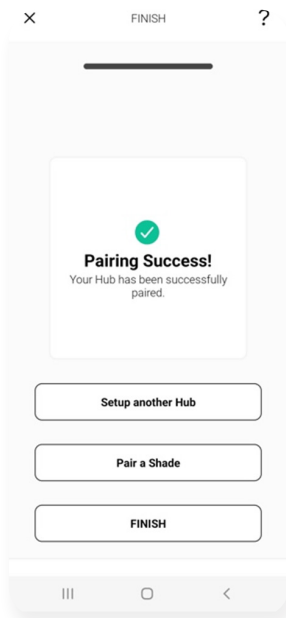 FINISH ?
Pairing Success!
Your Hub has been successfully
paired.
Setup another Hub
Pair a Shade
FINISH